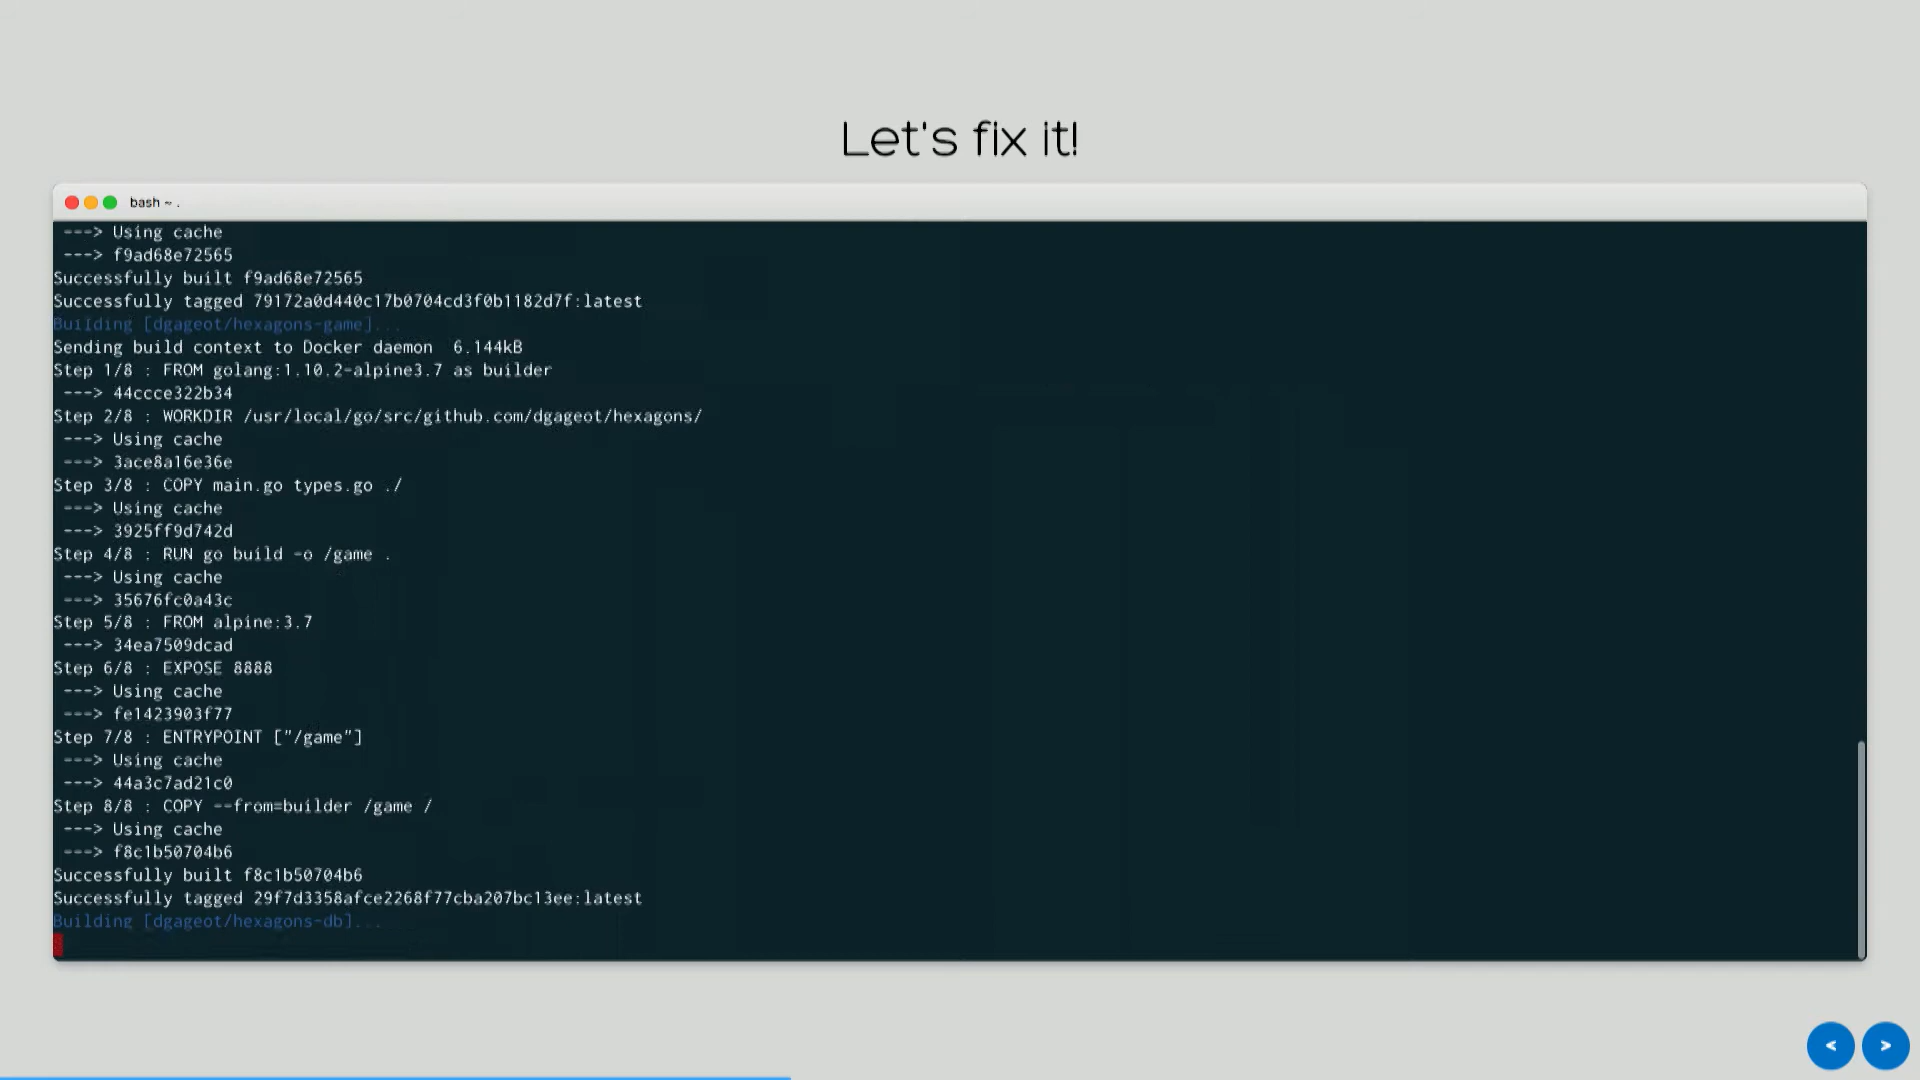 Let's fix it!
bash ~ .
---> Using cache
---> f9ad68e72565
Successfully built f9ad68e72565
Successfully tagged 79172a0d440c17b0704cd3f0b1182d7f:latest
Building [dgageot/hexagons-game]...
Sending build context to Docker daemon  6.144kB
Step 1/8 : FROM golang:1.10.2-alpine3.7 as builder
---> 44ccce322b34
Step 2/8 : WORKDIR /usr/local/go/src/github.com/dgageot/hexagons/
---> Using cache
---> 3ace8a16e36e
Step 3/8 : COPY main.go types.go ./
---> Using cache
---> 3925ff9d742d
Step 4/8 : RUN go build -o /game .
---> Using cache
---> 35676fc0a43c
Step 5/8 : FROM alpine:3.7
---> 34ea7509dcad
Step 6/8 : EXPOSE 8888
---> Using cache
---> fe1423903f77
Step 7/8 : ENTRYPOINT ["/game"]
---> Using cache
---> 44a3c7ad21c0
Step 8/8 : COPY --from=builder /game /
---> Using cache
---> f8c1b50704b6
Successfully built f8c1b50704b6
Successfully tagged 29f7d3358afce2268f77cba207bc13ee:latest
Building [dgageot/hexagons-db]...
< >